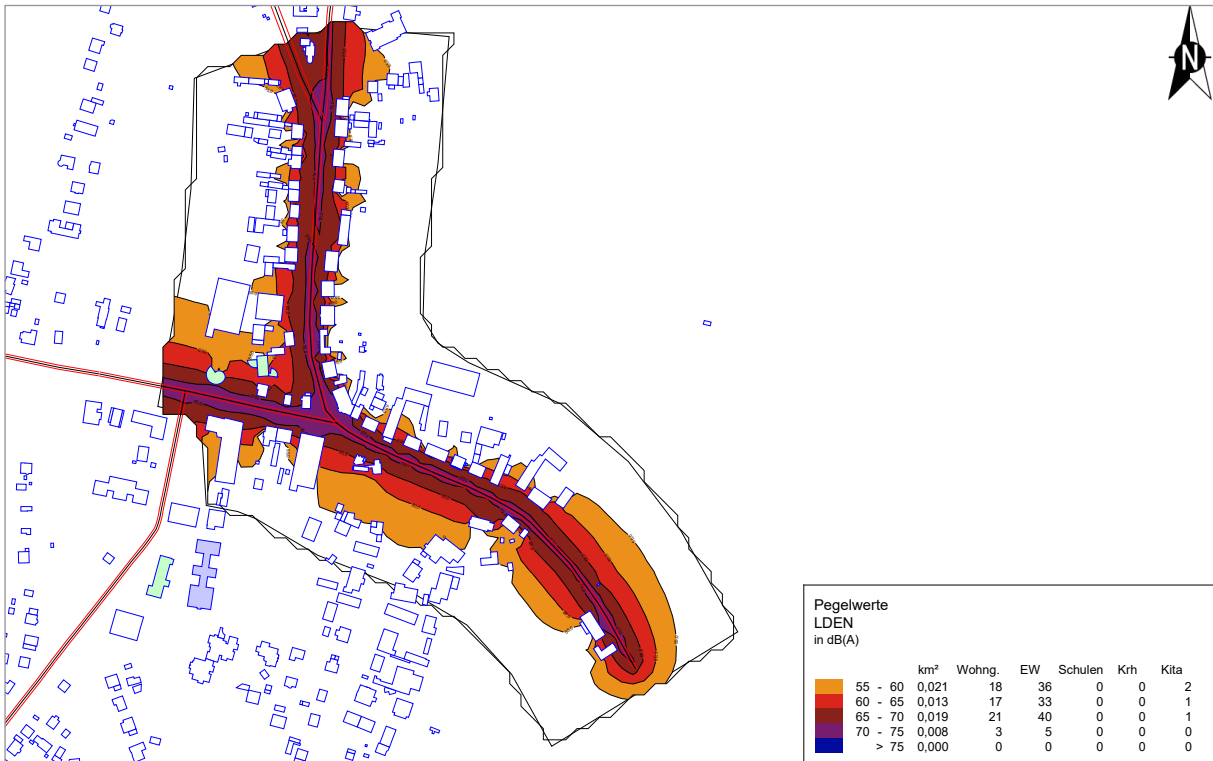 N
Pegelwerte
LDEN
in dB(A)
km² Wohng. EW Schulen Krh Kita
55 - 60 0,021 18 36 0 0 2
60 - 65 0,013 17 33 0 0 1
65 - 70 0,019 21 40 0 0 1
70 - 75 0,008 3 5 0 0 0
> 75 0,000 0 0 0 0 0